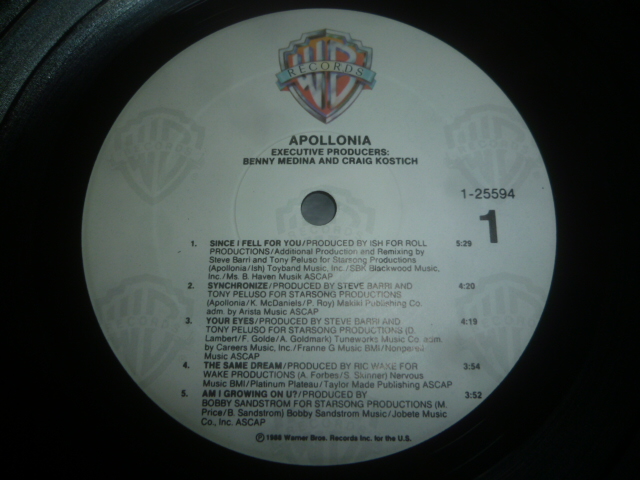 WB
RECORDS
APOLLONIA
EXECUTIVE PRODUCERS:
BENNY MEDINA AND CRAIG KOSTICH
1-25594
1
1. SINCE I FELL FOR YOU/PRODUCED BY ISH FOR ROLL 5:29
PRODUCTIONS/Additional Production and Remixing by
Steve Barri and Tony Peluso for Starsong Productions
(Apollonia/Ish) Toyband Music, Inc./SBK Blackwood Music,
Inc./Ms. B. Haven Musik ASCAP
2. SYNCHRONIZE/PRODUCED BY STEVE BARRI AND 4:20
TONY PELUSO FOR STARSONG PRODUCTIONS
(Apollonia/K. McDaniels/P. Roy) Makiki Publishing Co.
adm. by Arista Music ASCAP
3. YOUR EYES/PRODUCED BY STEVE BARRI AND 4:19
TONY PELUSO FOR STARSONG PRODUCTIONS (D.
Lambert/F. Golde/A. Goldmark) Tuneworks Music Co. adm.
by Careers Music, Inc./Franne G Music BMI/Nonpareil
Music ASCAP
4. THE SAME DREAM/PRODUCED BY RIC WAKE FOR 3:54
WAKE PRODUCTIONS (A. Forbes/S. Skinner) Nervous
Music BMI/Platinum Plateau/Taylor Made Publishing ASCAP
5. AM I GROWING ON U?/PRODUCED BY 3:52
BOBBY SANDSTROM FOR STARSONG PRODUCTIONS (M.
Price/B. Sandstrom) Bobby Sandstrom Music/Jobete Music
Co., Inc. ASCAP
℗ 1988 Warner Bros. Records Inc. for the U.S.